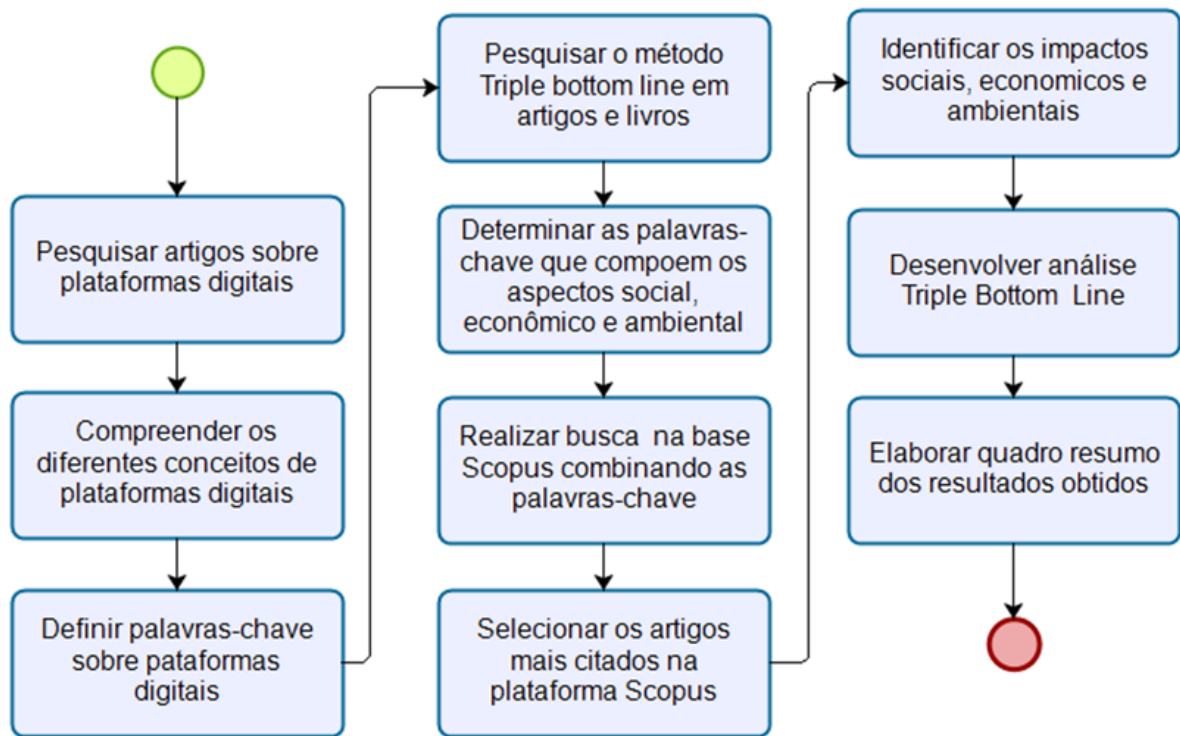 Pesquisar artigos sobre
plataformas digitais
Compreender os
diferentes conceitos de
plataformas digitais
Definir palavras-chave
sobre pataformas
digitais
Pesquisar o método
Triple bottom line em
artigos e livros
Determinar as palavras-
chave que compoem os
aspectos social,
econômico e ambiental
Realizar busca na base
Scopus combinando as
palavras-chave
Selecionar os artigos
mais citados na
plataforma Scopus
Identificar os impactos
sociais, economicos e
ambientais
Desenvolver análise
Triple Bottom Line
Elaborar quadro resumo
dos resultados obtidos